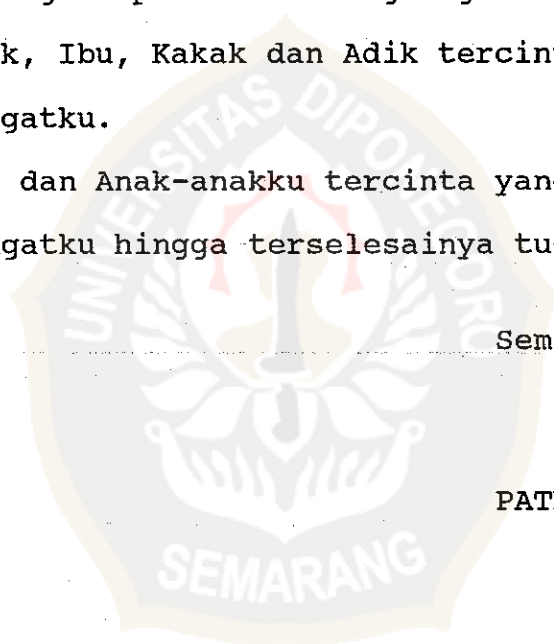 k, Ibu, Kakak dan Adik tercin
gatku.
dan Anak-anakku tercinta yan
gatku hingga terselesainya tu
Sem
PAT
UNIVERSITAS DIPONEGORO
SEMARANG